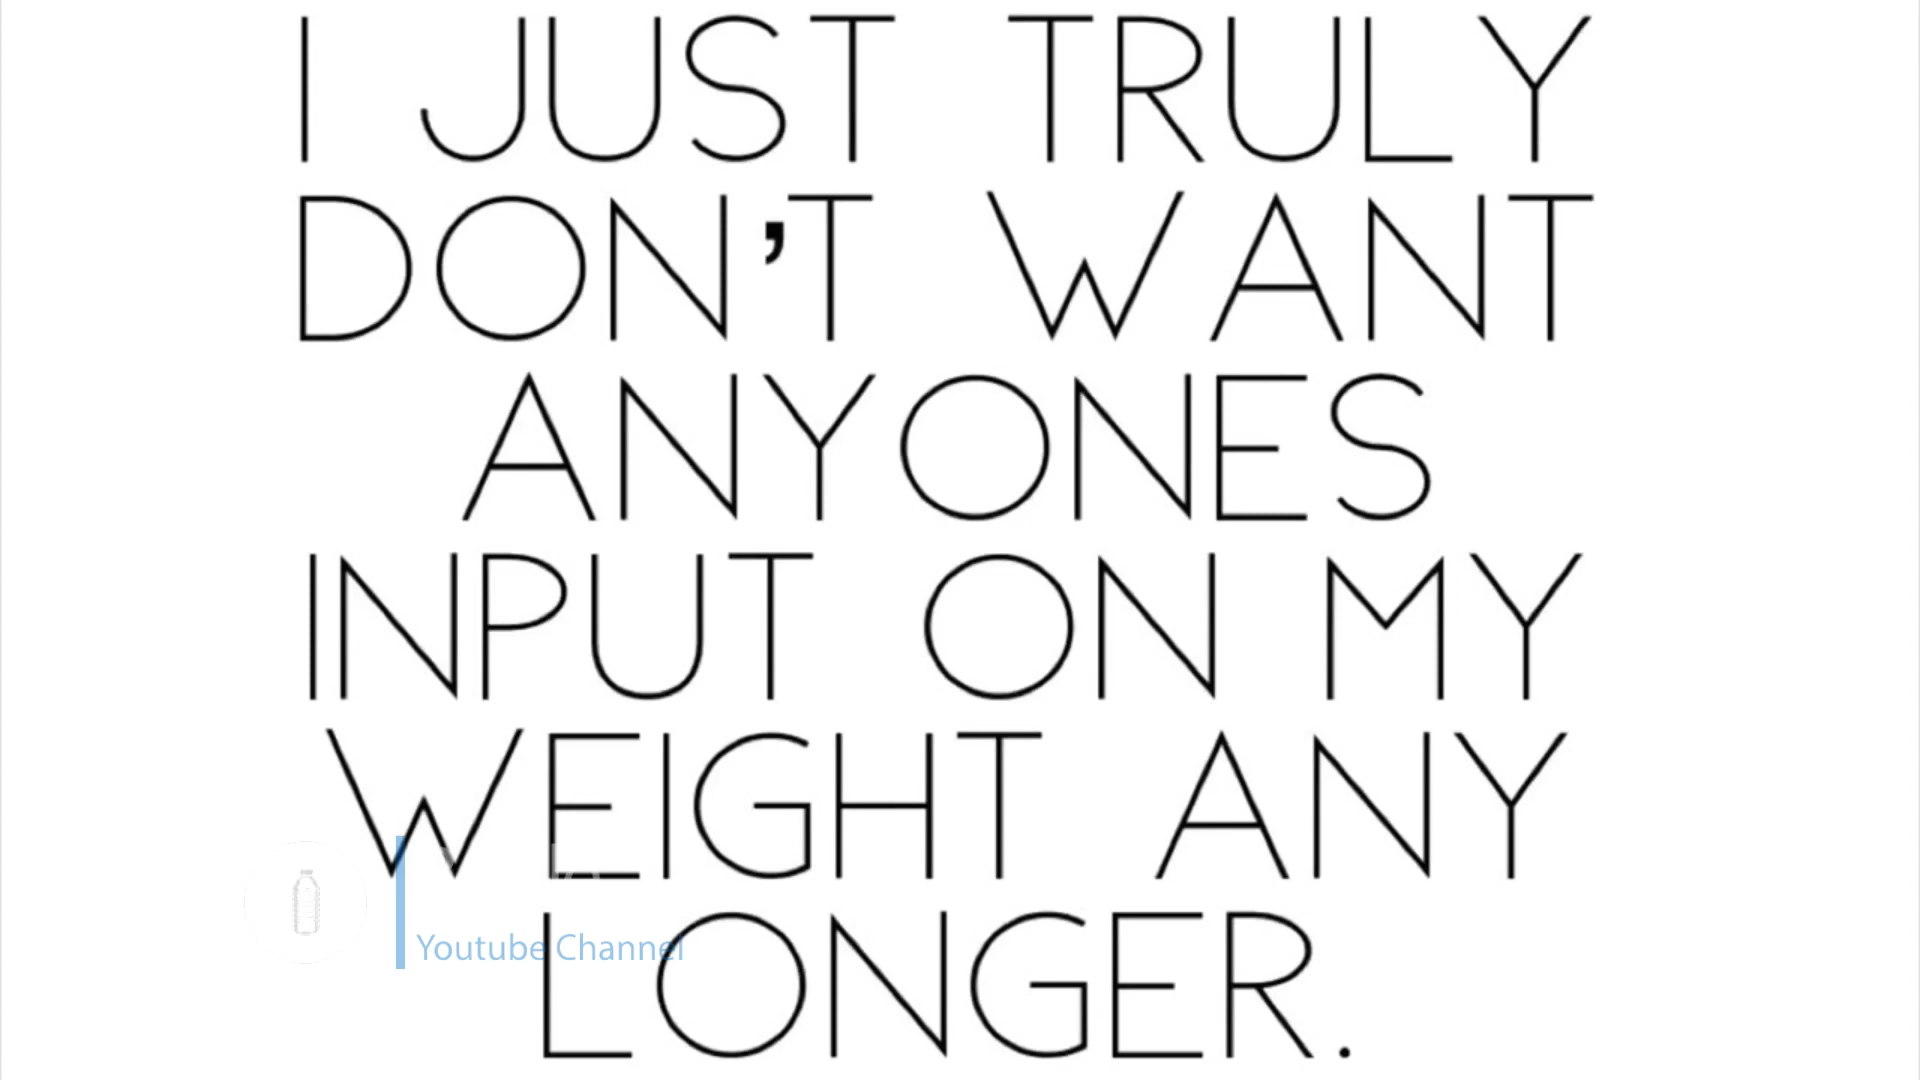 I JUST TRULY
DON'T WANT
ANYONES
INPUT ON MY
WEIGHT ANY
LONGER.
Youtube Channel